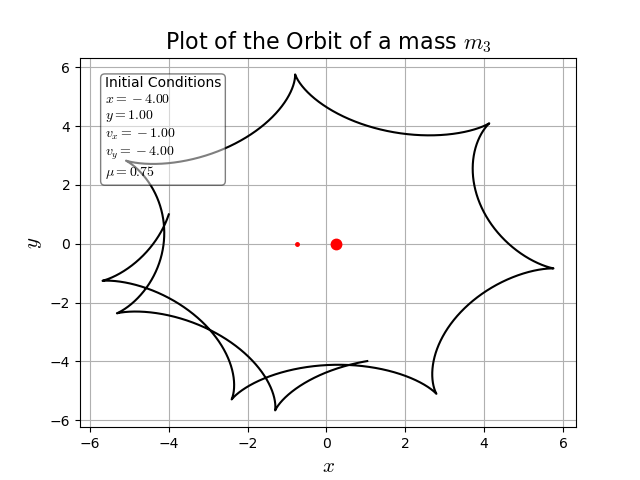 Plot of the Orbit of a mass m₃
Initial Conditions
x = −4.00
y = 1.00
vₓ = −1.00
v_y = −4.00
μ = 0.75
y
6
4
2
0
−2
−4
−6
−6 −4 −2 0 2 4 6
x